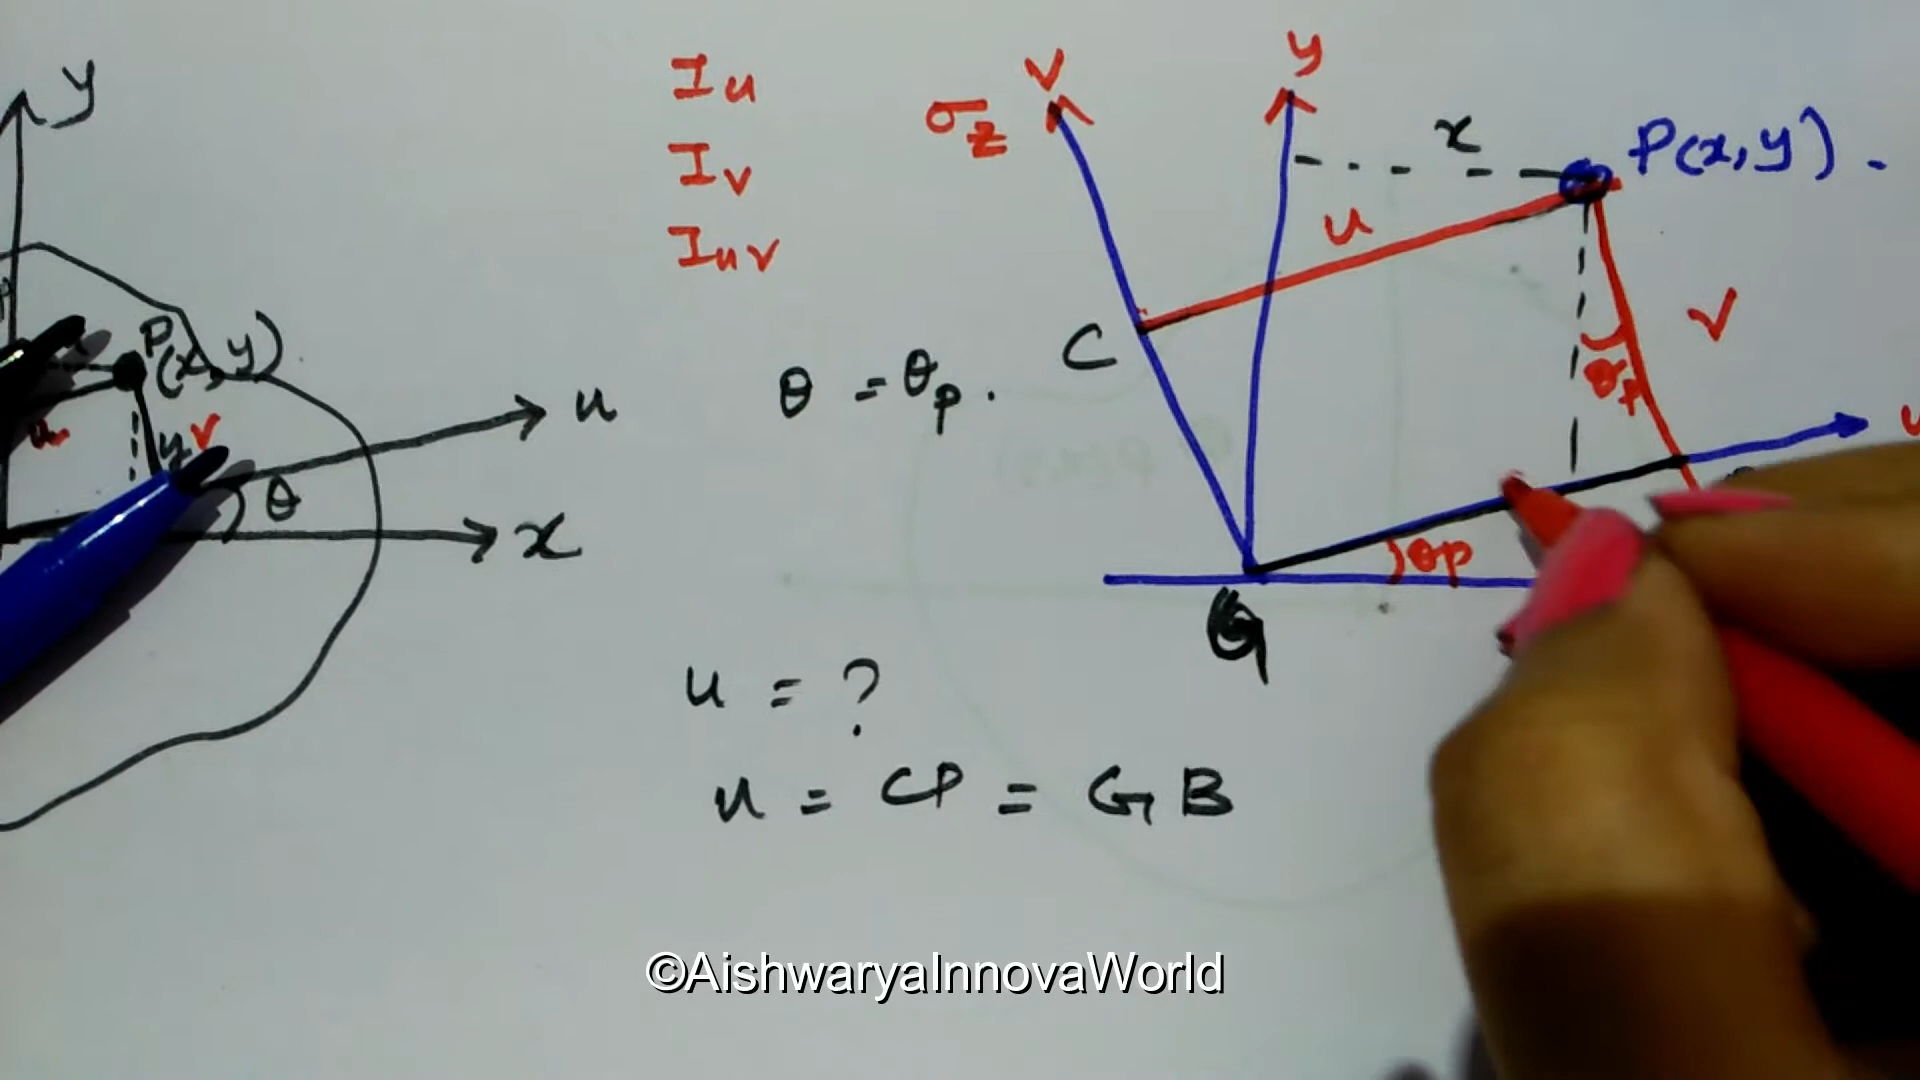 y
P
(x, y)
u
y
v
θ
u
x
Iu
Iv
Iuv
θ = θp.
σz
v
y
x
P(x, y).
u
v
C
θp
θp
u
G
u = ?
u = CP = GB
©AishwaryaInnovaWorld